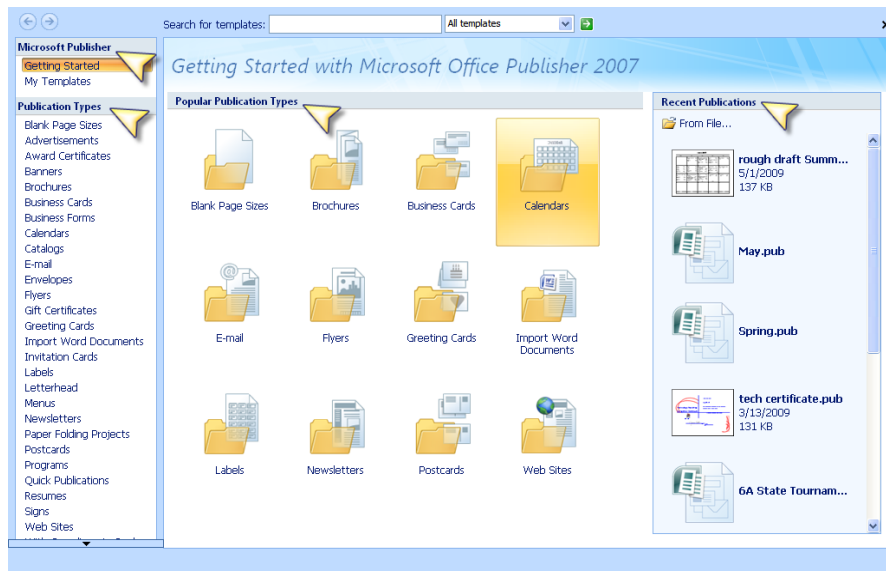 Search for templates:
All templates
Microsoft Publisher
Getting Started
My Templates
Publication Types
Blank Page Sizes
Advertisements
Award Certificates
Banners
Brochures
Business Cards
Business Forms
Calendars
Catalogs
E-mail
Envelopes
Flyers
Gift Certificates
Greeting Cards
Import Word Documents
Invitation Cards
Labels
Letterhead
Menus
Newsletters
Paper Folding Projects
Postcards
Programs
Quick Publications
Resumes
Signs
Web Sites
Getting Started with Microsoft Office Publisher 2007
Popular Publication Types
Blank Page Sizes
Brochures
Business Cards
Calendars
E-mail
Flyers
Greeting Cards
Import Word
Documents
Labels
Newsletters
Postcards
Web Sites
Recent Publications
From File...
rough draft Summ...
5/1/2009
137 KB
May.pub
Spring.pub
tech certificate.pub
3/13/2009
131 KB
6A State Tournam...